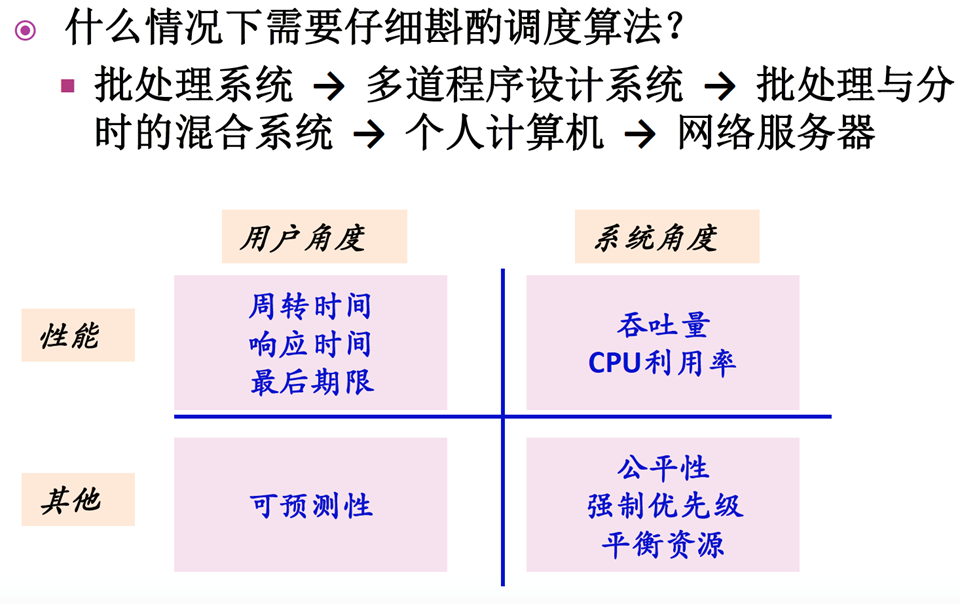 什么情况下需要仔细斟酌调度算法？
批处理系统 → 多道程序设计系统 → 批处理与分
时的混合系统 → 个人计算机 → 网络服务器
用户角度
系统角度
性能
周转时间
响应时间
最后期限
吞吐量
CPU利用率
其他
可预测性
公平性
强制优先级
平衡资源